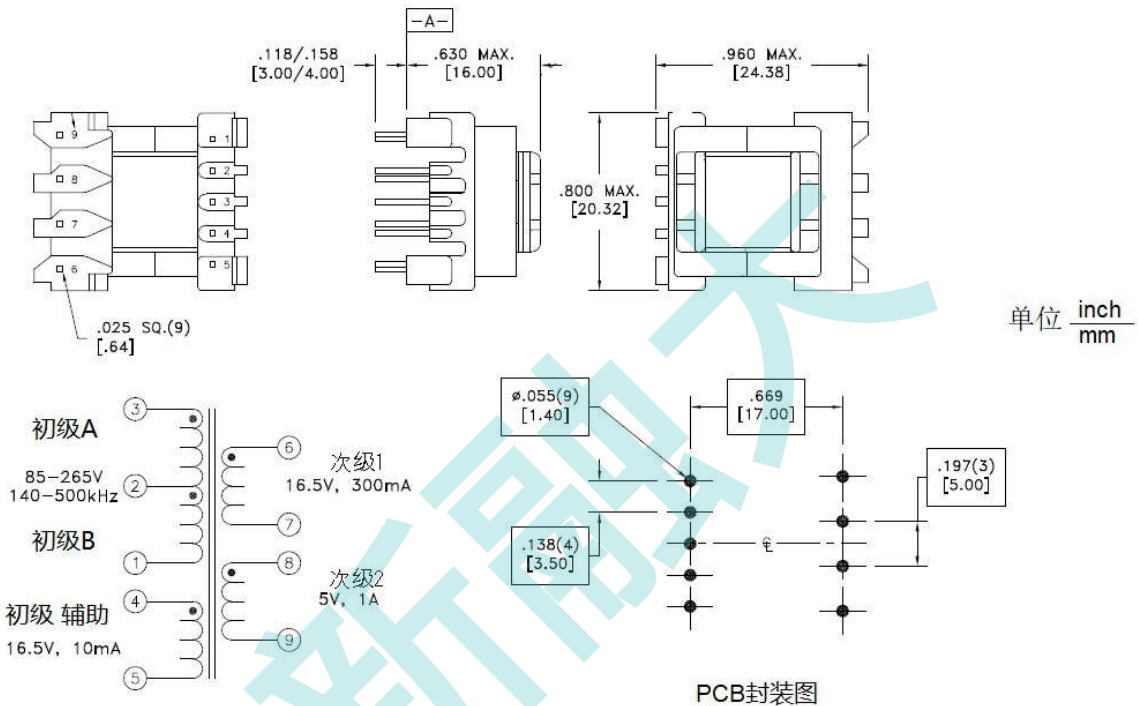 -A-
.118/.158
[3.00/4.00]
.630 MAX.
[16.00]
.960 MAX.
[24.38]
9
8
7
6
1
2
3
4
5
.800 MAX.
[20.32]
.025 SQ.(9)
[.64]
单位 inch
mm
3
初级A
85-265V
140-500kHz
2
初级B
1
4
初级 辅助
16.5V, 10mA
5
6
次级1
16.5V, 300mA
7
8
次级2
5V, 1A
9
ø.055(9)
[1.40]
.669
[17.00]
.197(3)
[5.00]
.138(4)
[3.50]
℄
PCB封装图
新融大